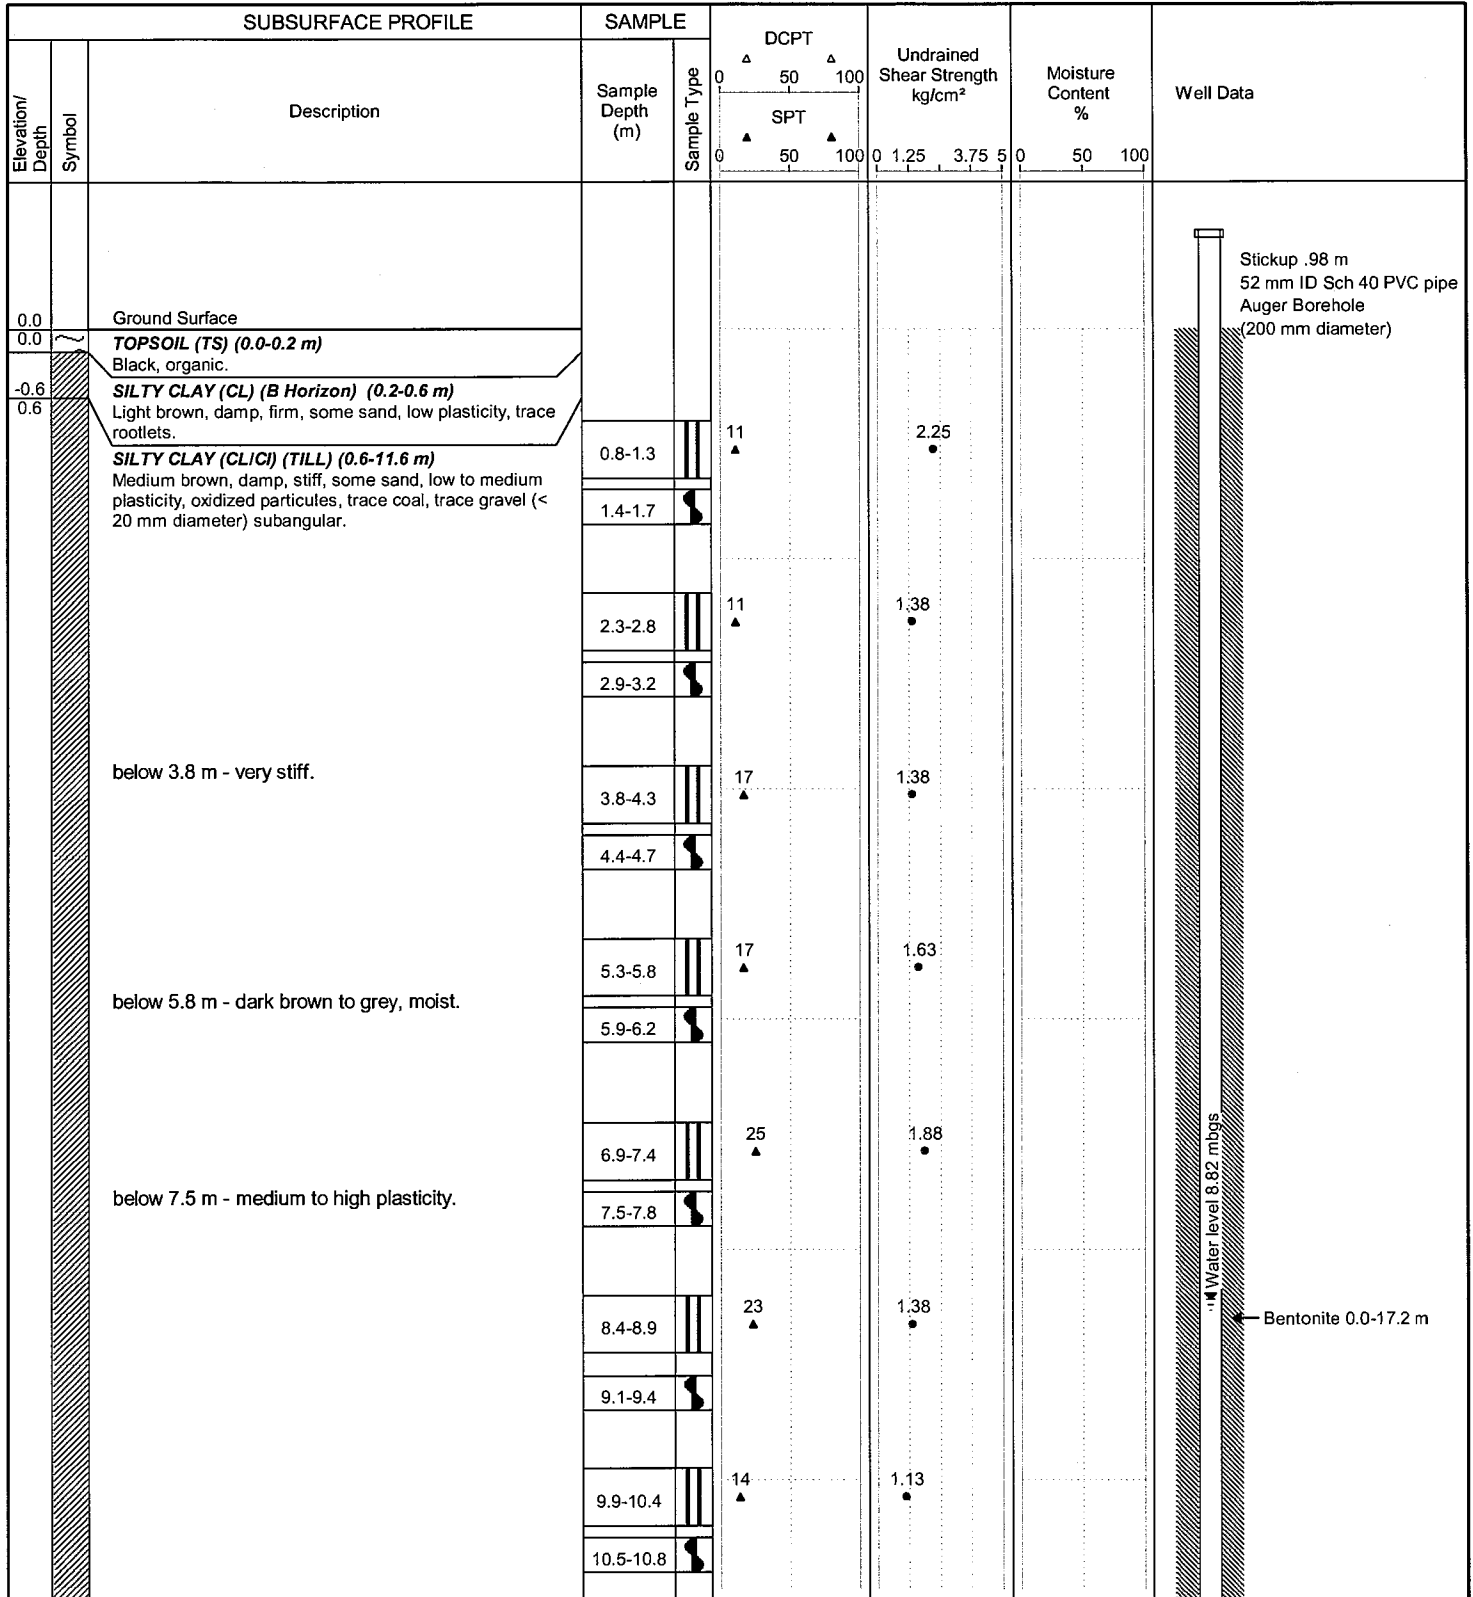 SUBSURFACE PROFILE
SAMPLE
Elevation/
Depth
Symbol
Description
Sample
Depth
(m)
Sample Type
DCPT
0 50 100
SPT
0 50 100
Undrained
Shear Strength
kg/cm²
0 1.25 3.75 5
Moisture
Content
%
0 50 100
Well Data
Stickup .98 m
52 mm ID Sch 40 PVC pipe
Auger Borehole
(200 mm diameter)
0.0
0.0
Ground Surface
TOPSOIL (TS) (0.0-0.2 m)
Black, organic.
-0.6
0.6
SILTY CLAY (CL) (B Horizon) (0.2-0.6 m)
Light brown, damp, firm, some sand, low plasticity, trace
rootlets.
SILTY CLAY (CL/CI) (TILL) (0.6-11.6 m)
Medium brown, damp, stiff, some sand, low to medium
plasticity, oxidized particules, trace coal, trace gravel (<
20 mm diameter) subangular.
0.8-1.3 11 2.25
1.4-1.7
2.3-2.8 11 1.38
2.9-3.2
below 3.8 m - very stiff.
3.8-4.3 17 1.38
4.4-4.7
5.3-5.8 17 1.63
below 5.8 m - dark brown to grey, moist.
5.9-6.2
6.9-7.4 25 1.88
below 7.5 m - medium to high plasticity.
7.5-7.8
Water level 8.82 mbgs
8.4-8.9 23 1.38
Bentonite 0.0-17.2 m
9.1-9.4
9.9-10.4 14 1.13
10.5-10.8